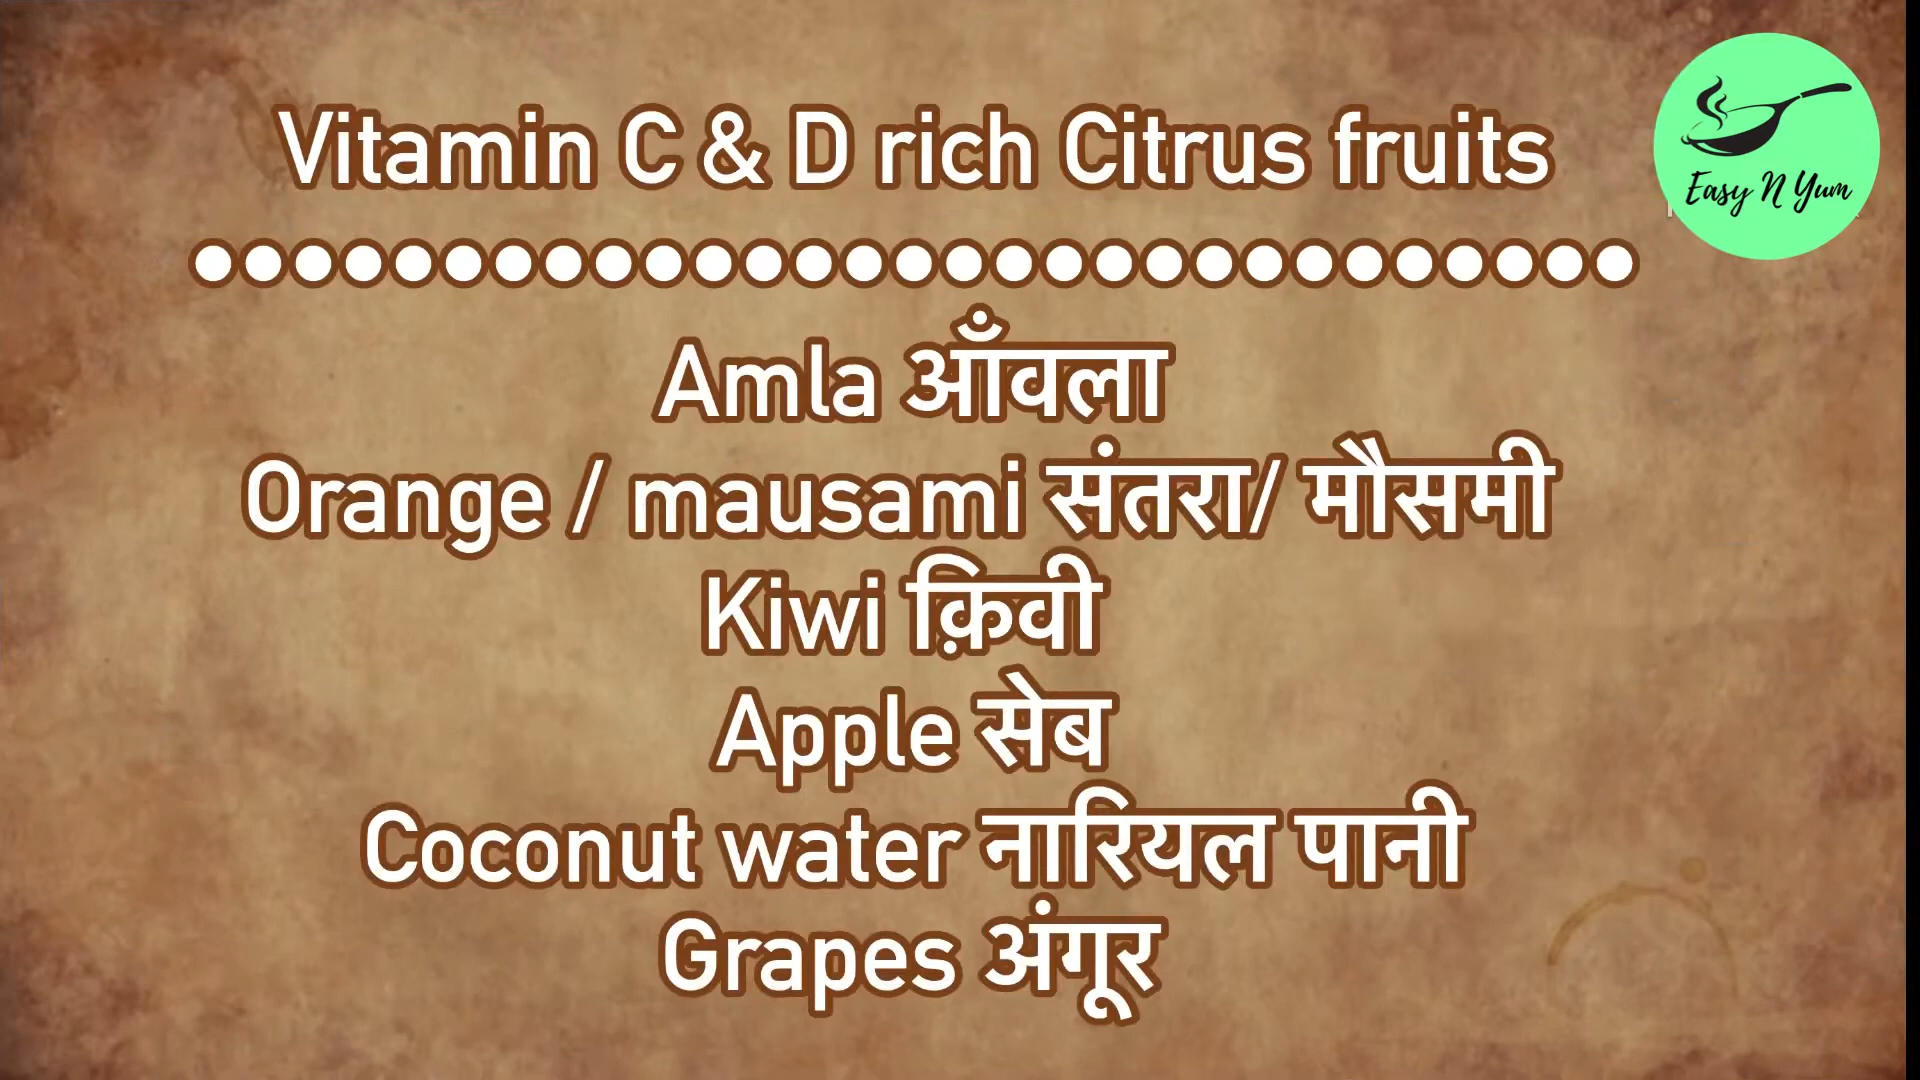 Vitamin C & D rich Citrus fruits
Easy N Yum
Amla आँवला
Orange / mausami संतरा/ मौसमी
Kiwi क़िवी
Apple सेब
Coconut water नारियल पानी
Grapes अंगूर